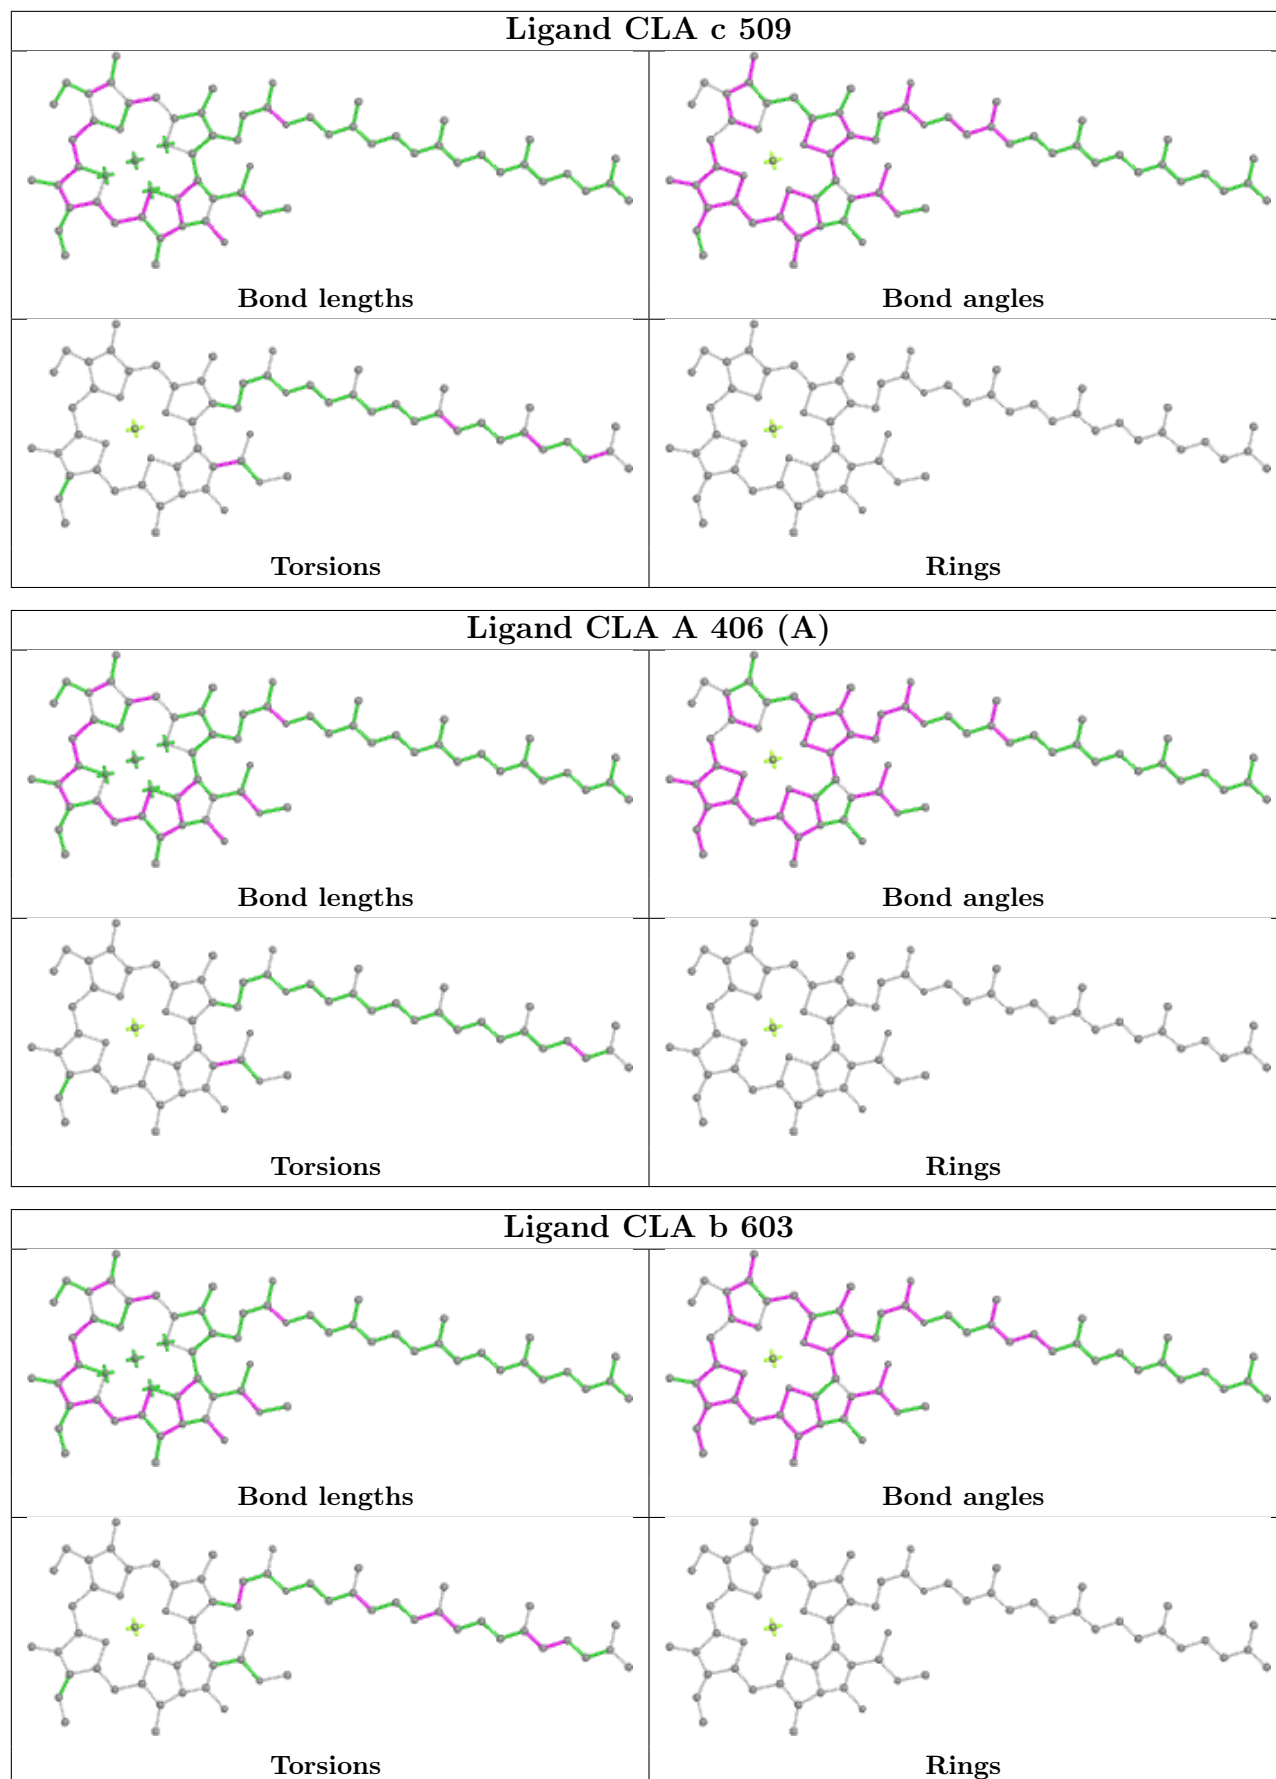 Ligand CLA c 509
Bond lengths
Bond angles
Torsions
Rings
Ligand CLA A 406 (A)
Bond lengths
Bond angles
Torsions
Rings
Ligand CLA b 603
Bond lengths
Bond angles
Torsions
Rings